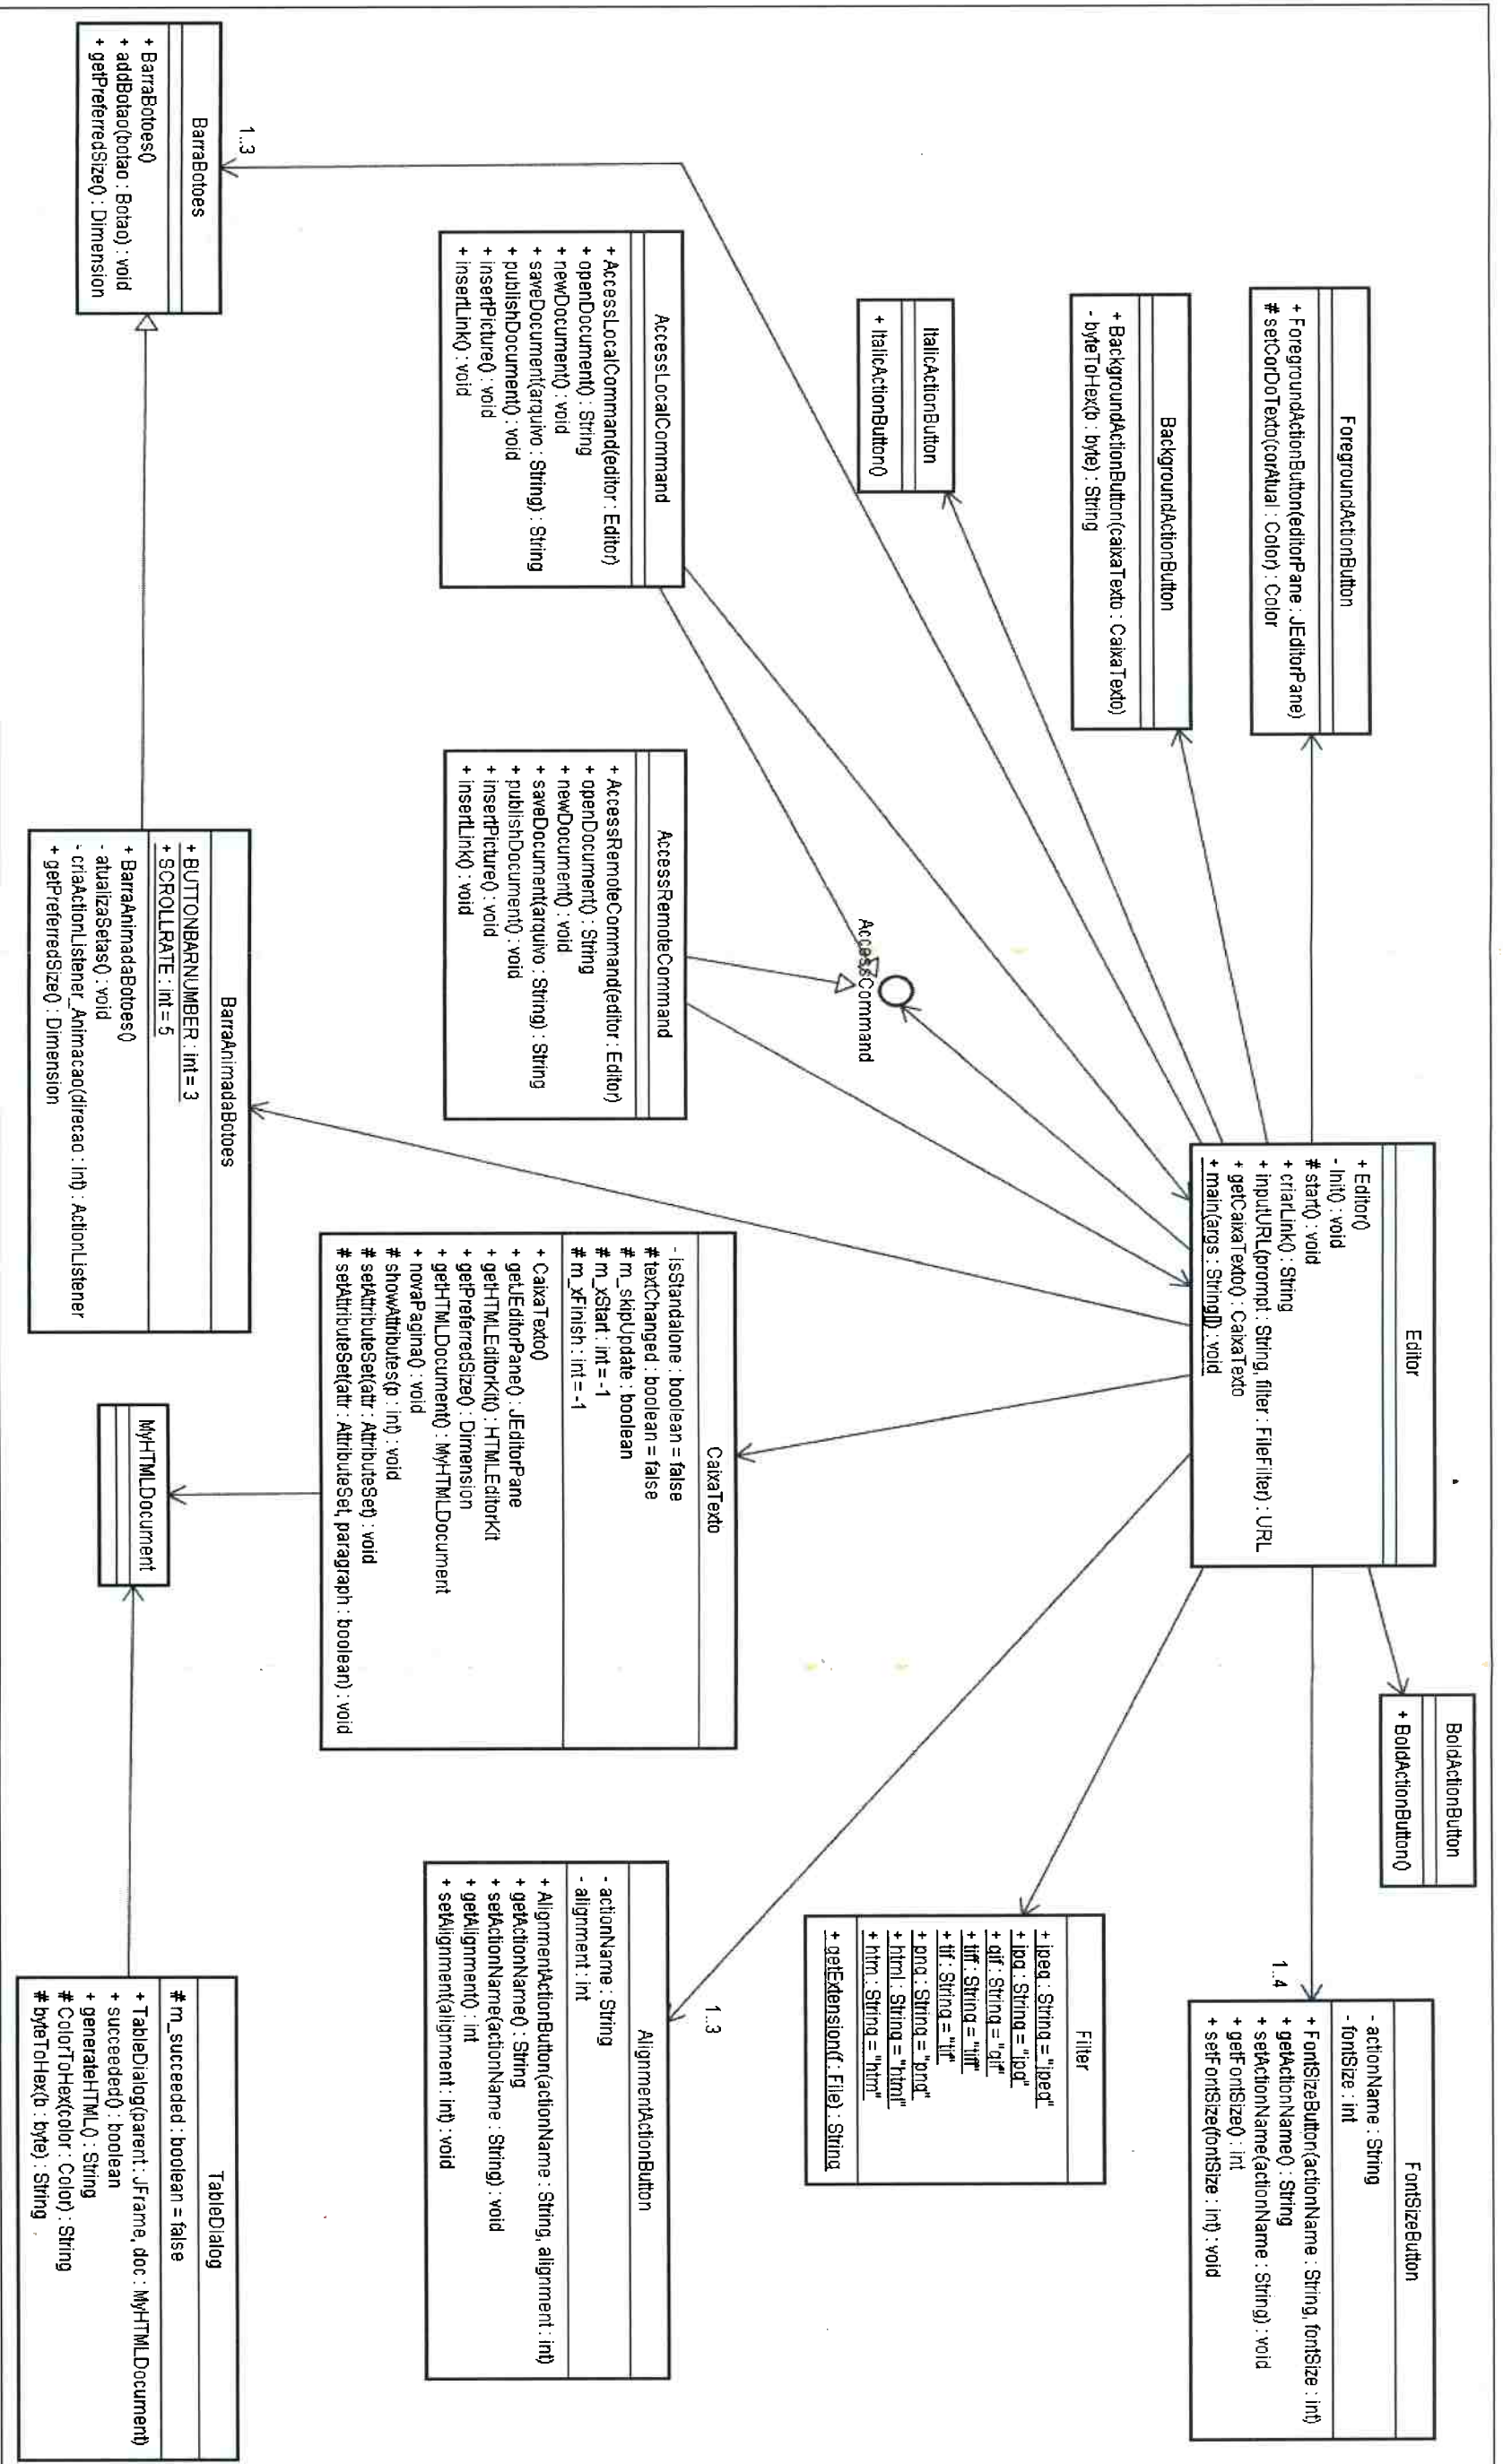 ForegroundActionButton
+ ForegroundActionButton(editorPane : JEditorPane)
# setCorDoTexto(corAtual : Color) : Color
BackgroundActionButton
+ BackgroundActionButton(caixaTexto : CaixaTexto)
- byteToHex(b : byte) : String
ItalicActionButton
+ ItalicActionButton()
Editor
+ Editor()
- Init() : void
# start() : void
+ criarLink() : String
+ inputURL(prompt : String, filter : FileFilter) : URL
+ getCaixaTexto() : CaixaTexto
+ main(args : String[]) : void
BoldActionButton
+ BoldActionButton()
FontSizeButton
- actionName : String
- fontSize : int
+ FontSizeButton(actionName : String, fontSize : int)
+ getActionName() : String
+ setActionName(actionName : String) : void
+ getFontSize() : int
+ setFontSize(fontSize : int) : void
1..4
Filter
+ jpeg : String = "jpeg"
+ jpg : String = "jpg"
+ gif : String = "gif"
+ tiff : String = "tiff"
+ tif : String = "tif"
+ png : String = "png"
+ html : String = "html"
+ htm : String = "htm"
+ getExtension(f : File) : String
AccessCommand
AccessLocalCommand
+ AccessLocalCommand(editor : Editor)
+ openDocument() : String
+ newDocument() : void
+ saveDocument(arquivo : String) : String
+ publishDocument() : void
+ insertPicture() : void
+ insertLink() : void
AccessRemoteCommand
+ AccessRemoteCommand(editor : Editor)
+ openDocument() : String
+ newDocument() : void
+ saveDocument(arquivo : String) : String
+ publishDocument() : void
+ insertPicture() : void
+ insertLink() : void
CaixaTexto
- isStandalone : boolean = false
# textChanged : boolean = false
# m_skipUpdate : boolean
# m_xStart : int = -1
# m_xFinish : int = -1
+ CaixaTexto()
+ getJEditorPane() : JEditorPane
+ getHTMLEditorKit() : HTMLEditorKit
+ getPreferredSize() : Dimension
+ getHTMLDocument() : MyHTMLDocument
+ novaPagina() : void
# showAttributes(p : int) : void
# setAttributeSet(attr : AttributeSet) : void
# setAttributeSet(attr : AttributeSet, paragraph : boolean) : void
1..3
AlignmentActionButton
- actionName : String
- alignment : int
+ AlignmentActionButton(actionName : String, alignment : int)
+ getActionName() : String
+ setActionName(actionName : String) : void
+ getAlignment() : int
+ setAlignment(alignment : int) : void
1..3
BarraBotoes
+ BarraBotoes()
+ addBotao(botao : Botao) : void
+ getPreferredSize() : Dimension
BarraAnimadaBotoes
+ BUTTONBARNUMBER : int = 3
+ SCROLLRATE : int = 5
+ BarraAnimadaBotoes()
- atualizaSetas() : void
- criaActionListener_Animacao(direcao : int) : ActionListener
+ getPreferredSize() : Dimension
MyHTMLDocument
TableDialog
# m_succeeded : boolean = false
+ TableDialog(parent : JFrame, doc : MyHTMLDocument)
+ succeeded() : boolean
+ generateHTML() : String
# ColorToHex(color : Color) : String
# byteToHex(b : byte) : String